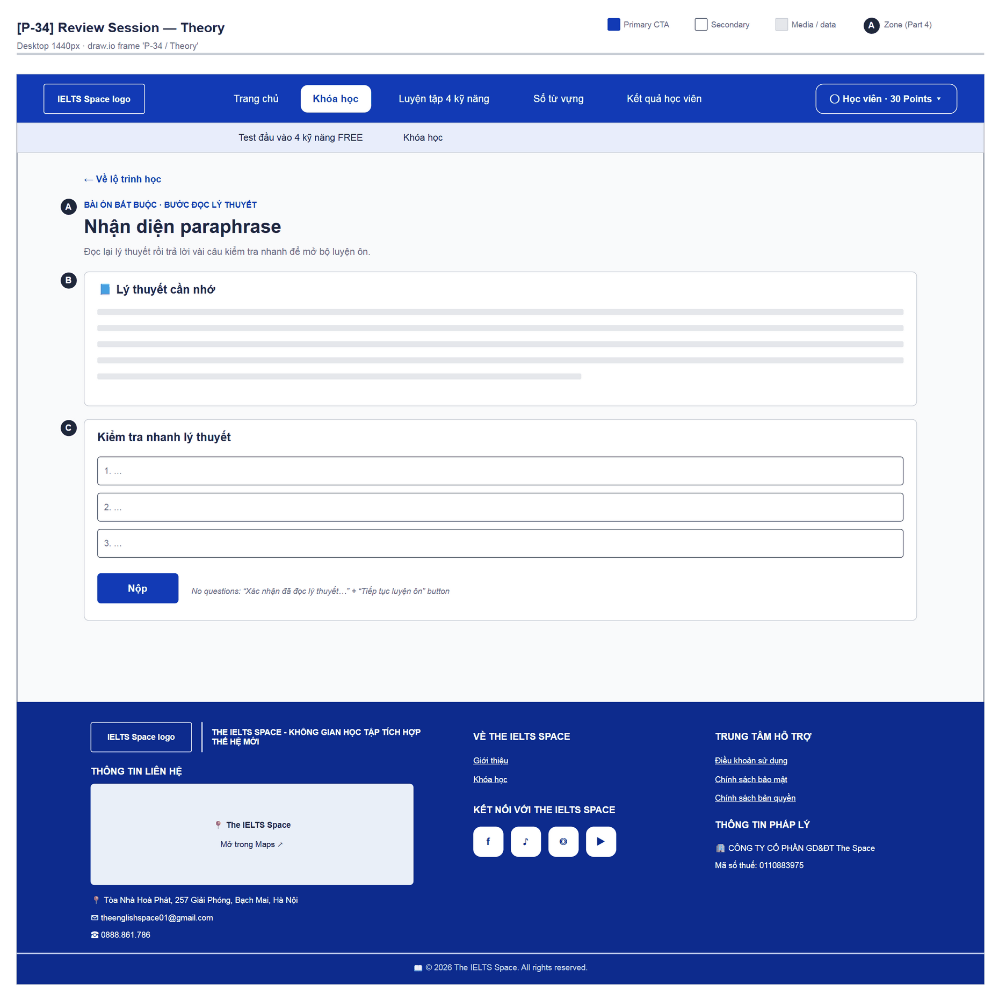 [P-34] Review Session — Theory
Desktop 1440px · draw.io frame 'P-34 / Theory'
Primary CTA
Secondary
Media / data
A Zone (Part 4)
IELTS Space logo
Trang chủ
Khóa học
Luyện tập 4 kỹ năng
Sổ từ vựng
Kết quả học viên
Học viên · 30 Points ▾
Test đầu vào 4 kỹ năng FREE
Khóa học
← Về lộ trình học
A
BÀI ÔN BẮT BUỘC · BƯỚC ĐỌC LÝ THUYẾT
Nhận diện paraphrase
Đọc lại lý thuyết rồi trả lời vài câu kiểm tra nhanh để mở bộ luyện ôn.
B
📘 Lý thuyết cần nhớ
C
Kiểm tra nhanh lý thuyết
1. …
2. …
3. …
Nộp
No questions: “Xác nhận đã đọc lý thuyết…” + “Tiếp tục luyện ôn” button
IELTS Space logo
THE IELTS SPACE - KHÔNG GIAN HỌC TẬP TÍCH HỢP
THẾ HỆ MỚI
THÔNG TIN LIÊN HỆ
📍 The IELTS Space
Mở trong Maps ↗
📍 Tòa Nhà Hoà Phát, 257 Giải Phóng, Bạch Mai, Hà Nội
✉ theenglishspace01@gmail.com
☎ 0888.861.786
VỀ THE IELTS SPACE
Giới thiệu
Khóa học
KẾT NỐI VỚI THE IELTS SPACE
f
♪
◎
▶
TRUNG TÂM HỖ TRỢ
Điều khoản sử dụng
Chính sách bảo mật
Chính sách bản quyền
THÔNG TIN PHÁP LÝ
🏢 CÔNG TY CỔ PHẦN GD&ĐT The Space
Mã số thuế: 0110883975
📖 © 2026 The IELTS Space. All rights reserved.